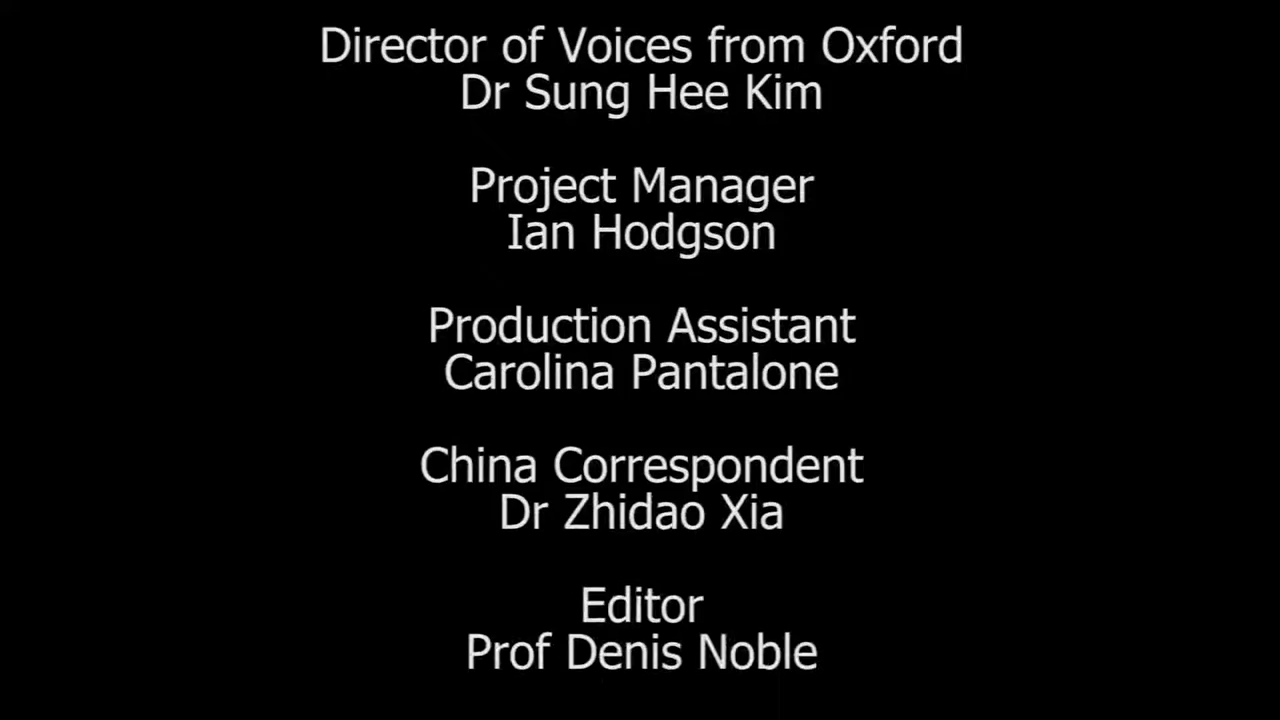 Director of Voices from Oxford
Dr Sung Hee Kim
Project Manager
Ian Hodgson
Production Assistant
Carolina Pantalone
China Correspondent
Dr Zhidao Xia
Editor
Prof Denis Noble